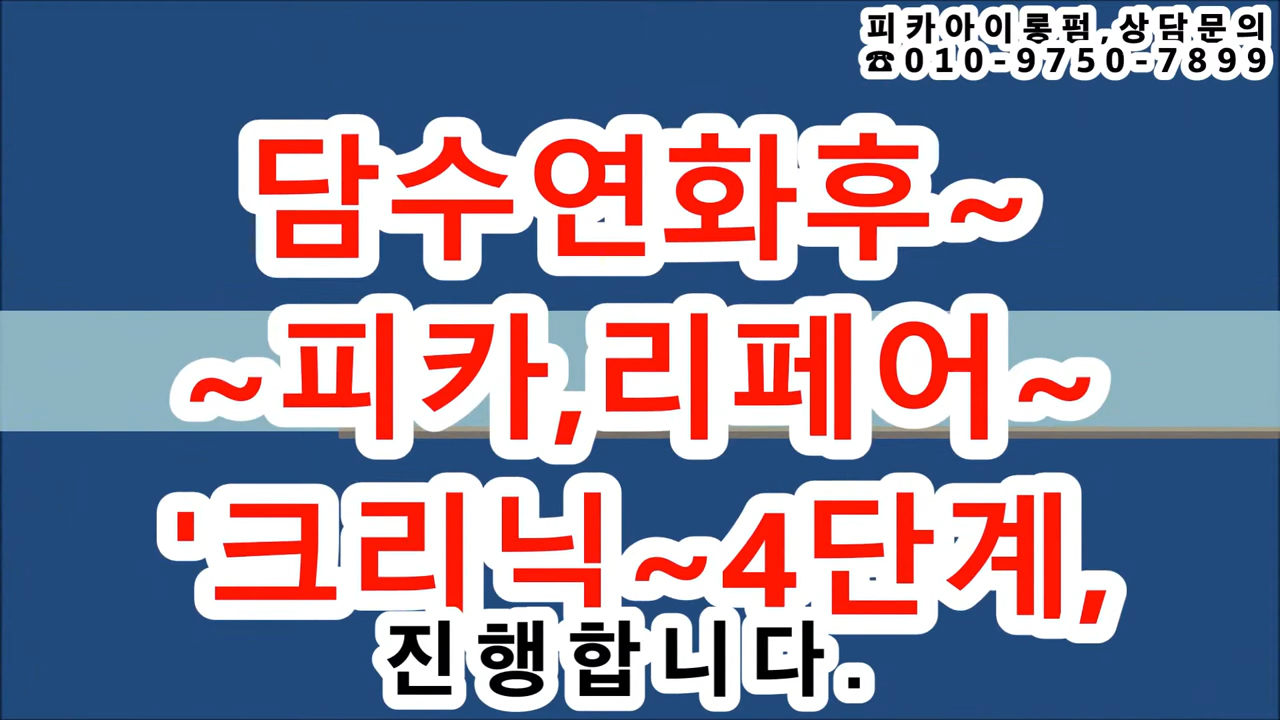 피카아이롱펌,상담문의
☎010-9750-7899
담수연화후~
~피카,리페어~
'크리닉~4단계,
진행합니다.